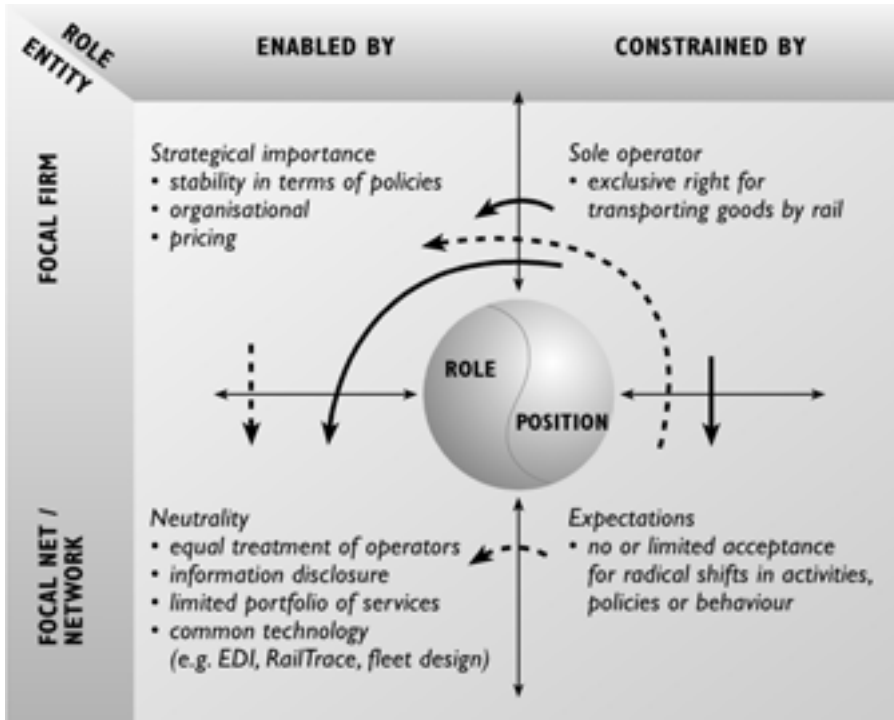 ROLE
ENTITY
ENABLED BY
CONSTRAINED BY
FOCAL FIRM
Strategical importance
• stability in terms of policies
• organisational
• pricing
Sole operator
• exclusive right for
transporting goods by rail
ROLE
POSITION
FOCAL NET /
NETWORK
Neutrality
• equal treatment of operators
• information disclosure
• limited portfolio of services
• common technology
(e.g. EDI, RailTrace, fleet design)
Expectations
• no or limited acceptance
for radical shifts in activities,
policies or behaviour